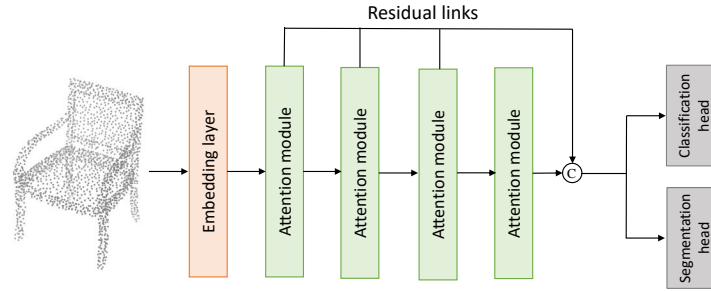 Residual links
Embedding layer
Attention module
Attention module
Attention module
Attention module
C
Classification
head
Segmentation
head